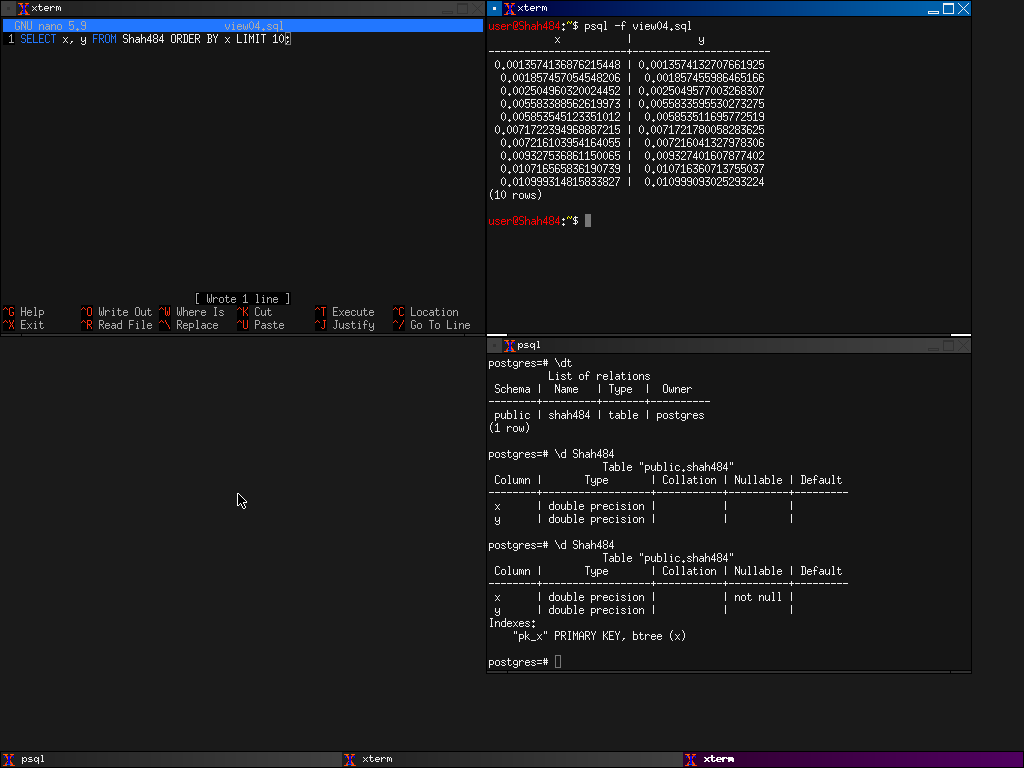 xterm
GNU nano 5.9 view04.sql
1 SELECT x, y FROM Shah484 ORDER BY x LIMIT 10;
[ Wrote 1 line ]
^G Help ^O Write Out ^W Where Is ^K Cut ^T Execute ^C Location
^X Exit ^R Read File ^\ Replace ^U Paste ^J Justify ^/ Go To Line
xterm
user@Shah484:~$ psql -f view04.sql
x | y
----------------------+-----------------------
0.0013574136876215448 | 0.0013574132707661925
0.001857457054548206 | 0.001857455986465166
0.002504960320024452 | 0.0025049577003268307
0.005583388562619973 | 0.0055833595530273275
0.005853545123351012 | 0.005853511695772519
0.0071722394968887215 | 0.0071721780058283625
0.007216103954164055 | 0.007216041327978306
0.009327536861150065 | 0.009327401607877402
0.010716565836190739 | 0.010716360713755037
0.010999314815833827 | 0.010999093025293224
(10 rows)
user@Shah484:~$
psql
postgres=# \dt
List of relations
Schema | Name | Type | Owner
--------+---------+-------+----------
public | shah484 | table | postgres
(1 row)
postgres=# \d Shah484
Table "public.shah484"
Column | Type | Collation | Nullable | Default
--------+------------------+-----------+----------+---------
x | double precision | | |
y | double precision | | |
postgres=# \d Shah484
Table "public.shah484"
Column | Type | Collation | Nullable | Default
--------+------------------+-----------+----------+---------
x | double precision | | not null |
y | double precision | | |
Indexes:
"pk_x" PRIMARY KEY, btree (x)
postgres=#
psql xterm xterm